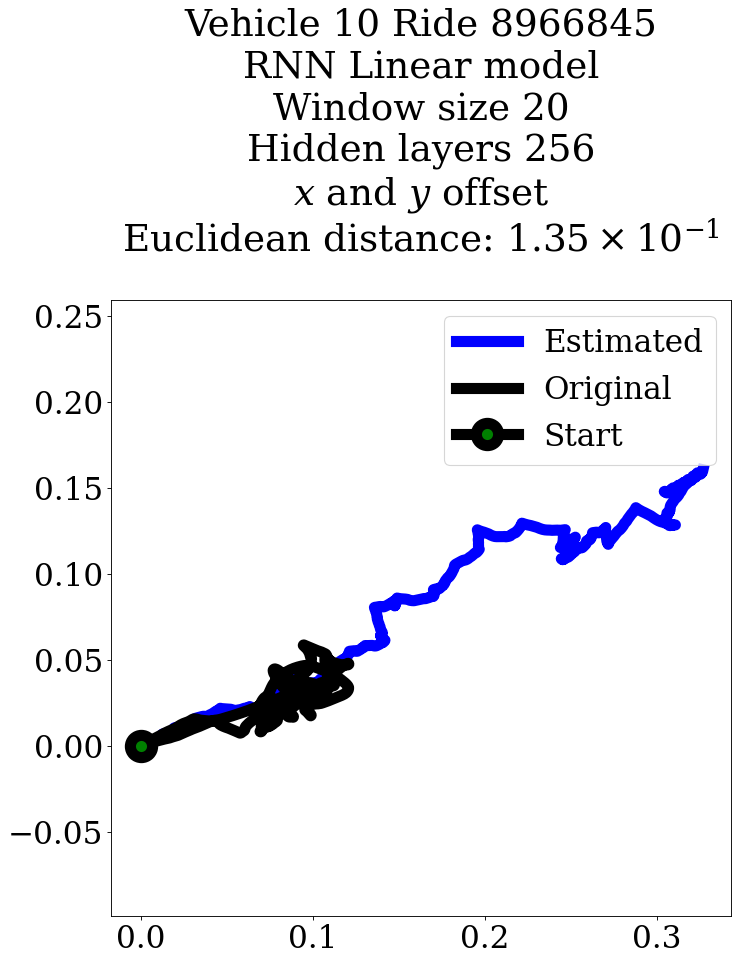 Vehicle 10 Ride 8966845
RNN Linear model
Window size 20
Hidden layers 256
x and y offset
Euclidean distance: 1.35 × 10⁻¹
Estimated
Original
Start
0.25
0.20
0.15
0.10
0.05
0.00
−0.05
0.0 0.1 0.2 0.3